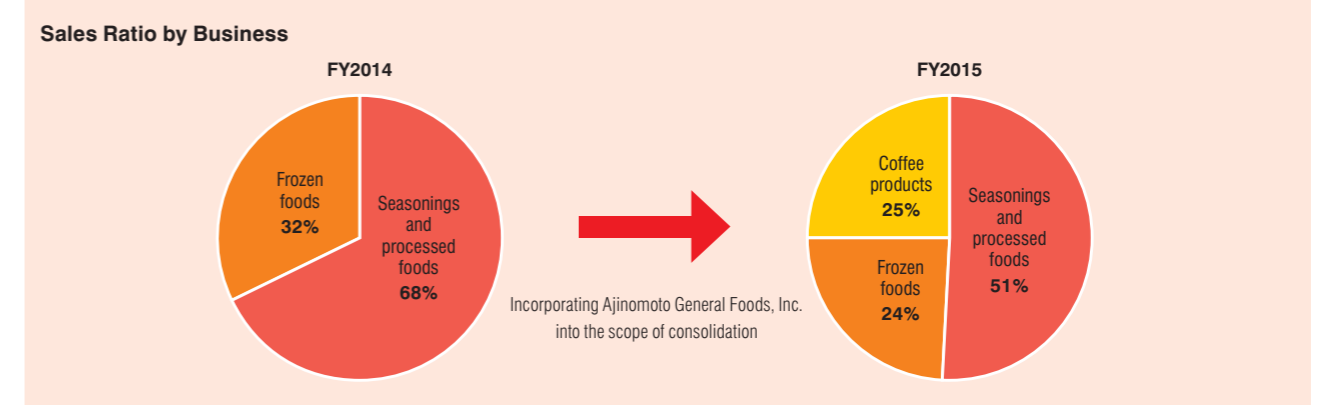 Sales Ratio by Business
FY2014
Frozen
foods
32%
Seasonings
and
processed
foods
68%
Incorporating Ajinomoto General Foods, Inc.
into the scope of consolidation
FY2015
Coffee
products
25%
Frozen
foods
24%
Seasonings
and
processed
foods
51%